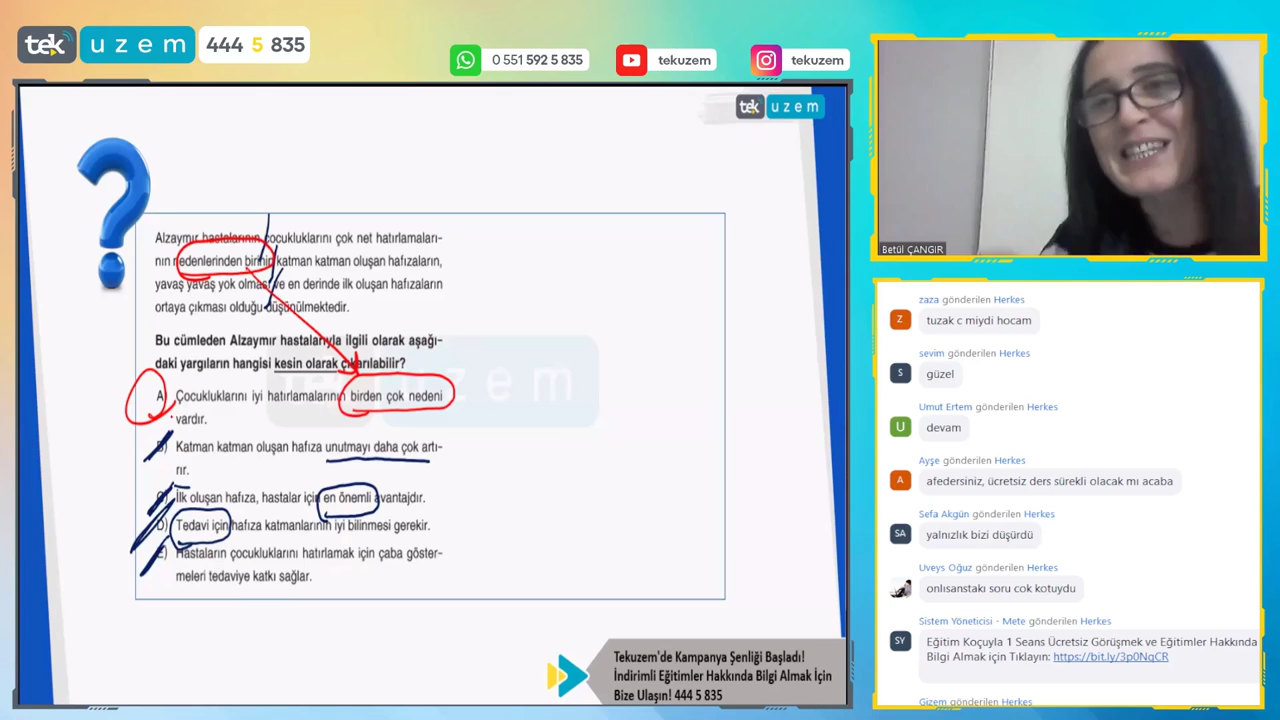 tek
uzem
444 5 835
0 551 592 5 835
tekuzem
tekuzem
tek uzem
Alzaymır hastalarının çocukluklarını çok net hatırlamaları-
nın nedenlerinden birinin katman katman oluşan hafızaların,
yavaş yavaş yok olması ve en derinde ilk oluşan hafızaların
ortaya çıkması olduğu düşünülmektedir.
Bu cümleden Alzaymır hastalarıyla ilgili olarak aşağı-
daki yargıların hangisi kesin olarak çıkarılabilir?
A) Çocukluklarını iyi hatırlamalarının birden çok nedeni
vardır.
B) Katman katman oluşan hafıza unutmayı daha çok artı-
rır.
C) İlk oluşan hafıza, hastalar için en önemli avantajdır.
D) Tedavi için hafıza katmanlarının iyi bilinmesi gerekir.
E) Hastaların çocukluklarını hatırlamak için çaba göster-
meleri tedaviye katkı sağlar.
tek uzem
Tekuzem'de Kampanya Şenliği Başladı!
İndirimli Eğitimler Hakkında Bilgi Almak İçin
Bize Ulaşın! 444 5 835
Betül ÇANGIR
zaza gönderilen Herkes
Z tuzak c miydi hocam
sevim gönderilen Herkes
S güzel
Umut Ertem gönderilen Herkes
U devam
Ayşe gönderilen Herkes
A afedersiniz, ücretsiz ders sürekli olacak mı acaba
Sefa Akgün gönderilen Herkes
SA yalnızlık bizi düşürdü
Uveys Oğuz gönderilen Herkes
onlısanstakı soru cok kotuydu
Sistem Yöneticisi - Mete gönderilen Herkes
SY Eğitim Koçuyla 1 Seans Ücretsiz Görüşmek ve Eğitimler Hakkında
Bilgi Almak için Tıklayın: https://bit.ly/3p0NqCR
Gizem gönderilen Herkes